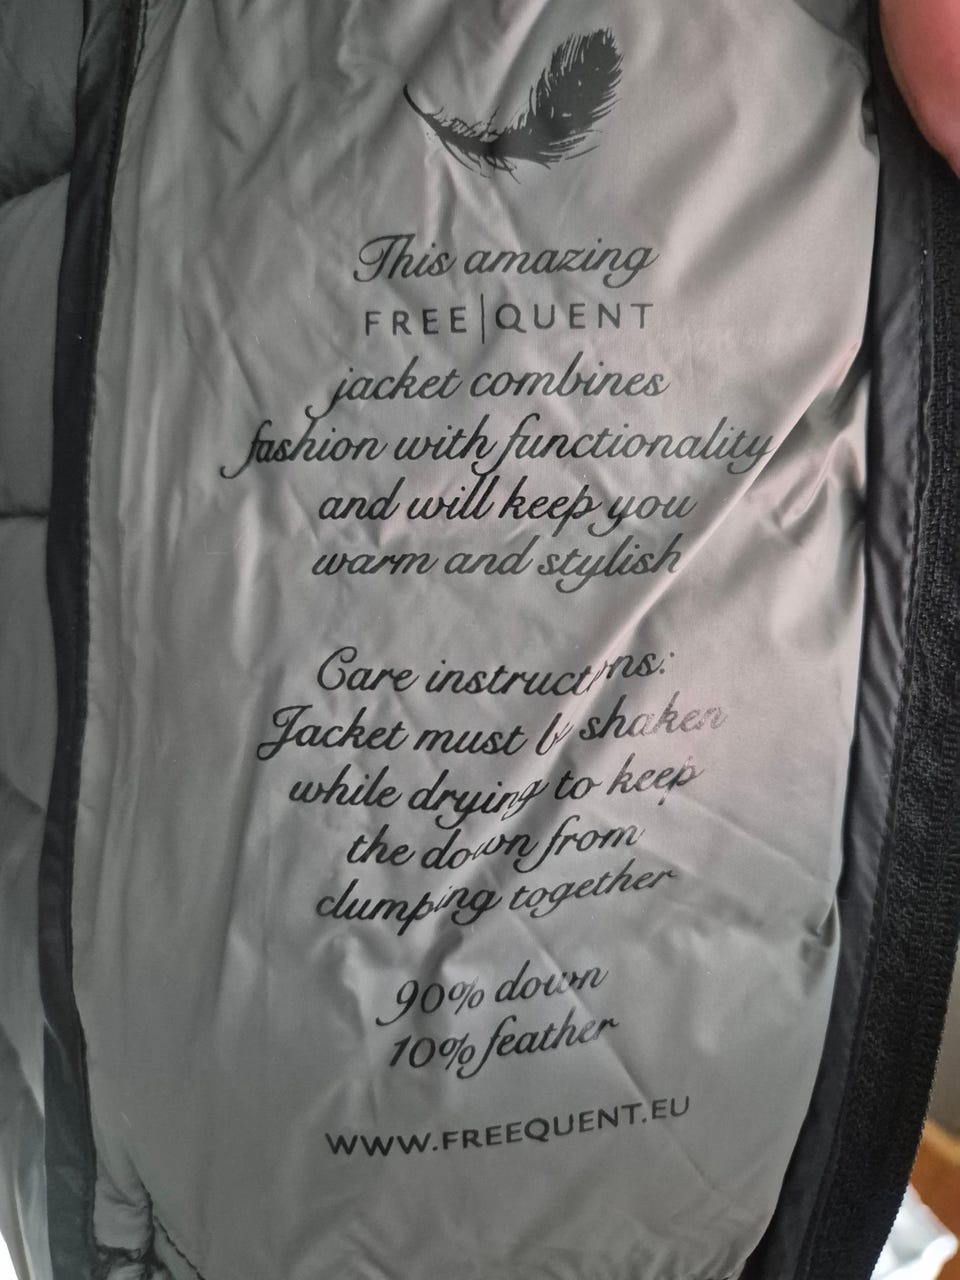 This amazing
FREE|QUENT
jacket combines
fashion with functionality
and will keep you
warm and stylish
Care instructions:
Jacket must be shaken
while drying to keep
the down from
clumping together
90% down
10% feather
WWW.FREEQUENT.EU